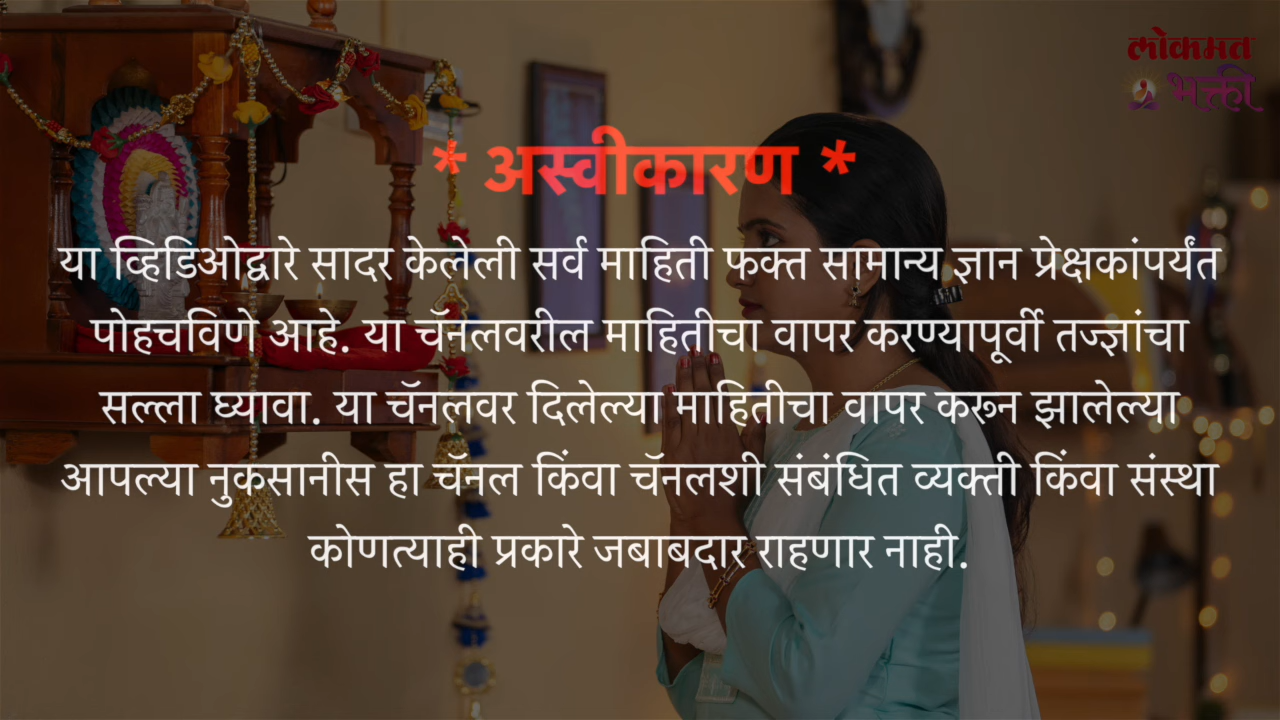 लोकमत
भक्ती
* अस्वीकारण *
या व्हिडिओद्वारे सादर केलेली सर्व माहिती फक्त सामान्य ज्ञान प्रेक्षकांपर्यंत
पोहचविणे आहे. या चॅनलवरील माहितीचा वापर करण्यापूर्वी तज्ज्ञांचा
सल्ला घ्यावा. या चॅनलवर दिलेल्या माहितीचा वापर करून झालेल्या
आपल्या नुकसानीस हा चॅनल किंवा चॅनलशी संबंधित व्यक्ती किंवा संस्था
कोणत्याही प्रकारे जबाबदार राहणार नाही.